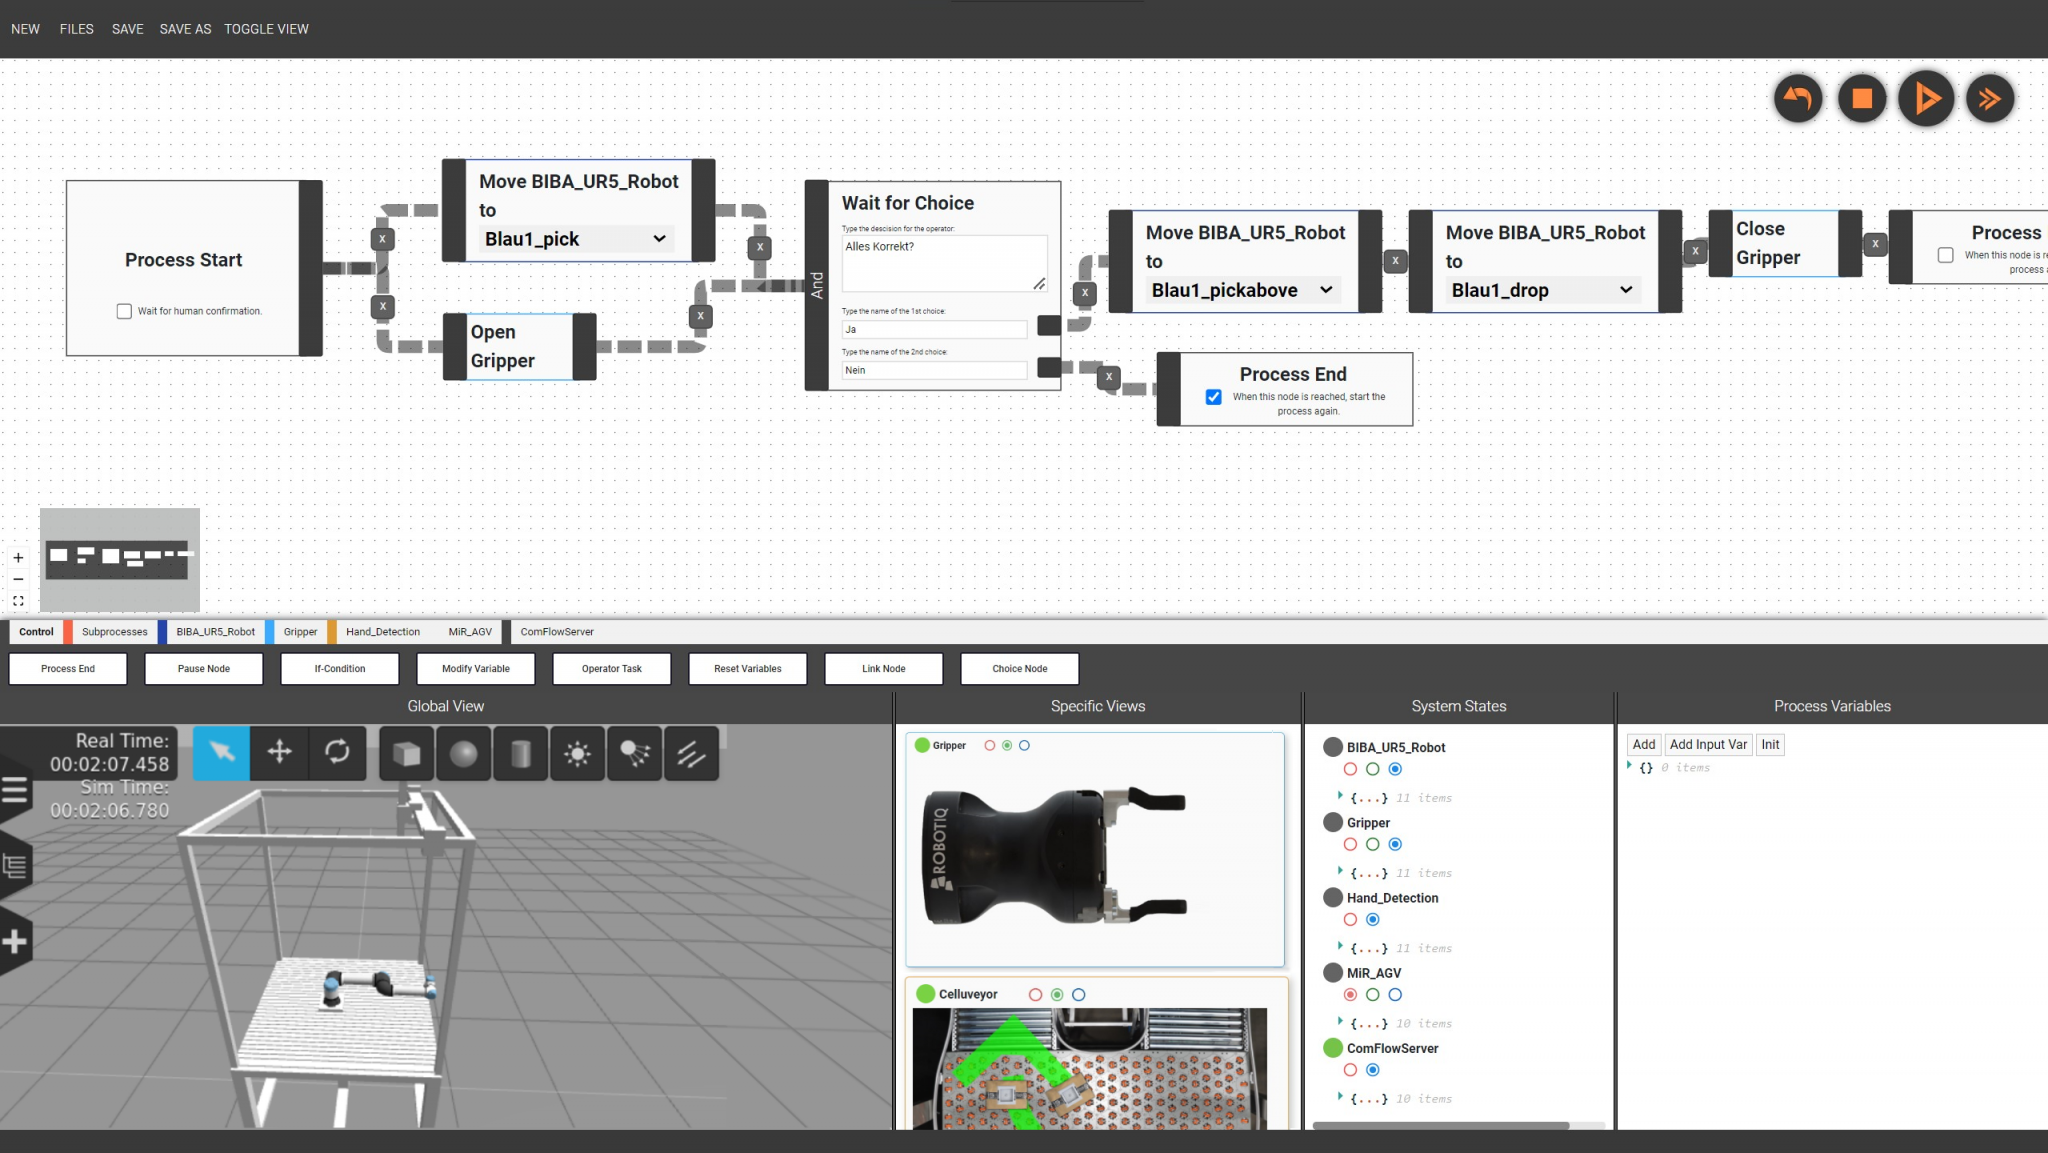 NEW FILES SAVE SAVE AS TOGGLE VIEW
Process Start
Wait for human confirmation.
x
x
Move BIBA_UR5_Robot
to
Blau1_pick
Open
Gripper
x
x
And
Wait for Choice
Type the descision for the operator:
Alles Korrekt?
Type the name of the 1st choice:
Ja
Type the name of the 2nd choice:
Nein
x
x
Move BIBA_UR5_Robot
to
Blau1_pickabove
x
Move BIBA_UR5_Robot
to
Blau1_drop
x
Close
Gripper
x
Process
When this node is re
process a
Process End
When this node is reached, start the
process again.
Control Subprocesses BIBA_UR5_Robot Gripper Hand_Detection MiR_AGV ComFlowServer
Process End Pause Node If-Condition Modify Variable Operator Task Reset Variables Link Node Choice Node
Global View
Real Time:
00:02:07.458
Sim Time:
00:02:06.780
Specific Views
Gripper
ROBOTIQ
Celluveyor
System States
BIBA_UR5_Robot
{...} 11 items
Gripper
{...} 11 items
Hand_Detection
{...} 11 items
MiR_AGV
{...} 10 items
ComFlowServer
{...} 10 items
Process Variables
Add Add Input Var Init
{} 0 items